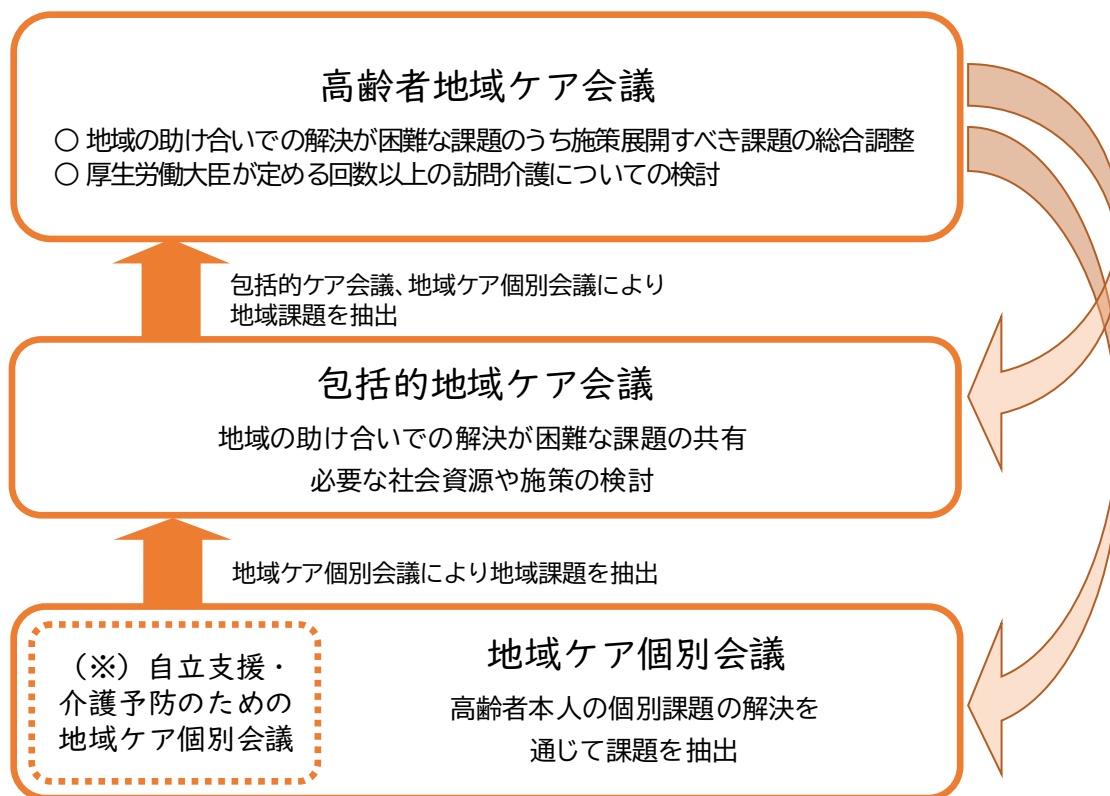 高齢者地域ケア会議
○ 地域の助け合いでの解決が困難な課題のうち施策展開すべき課題の総合調整
○ 厚生労働大臣が定める回数以上の訪問介護についての検討
包括的ケア会議、地域ケア個別会議により
地域課題を抽出
包括的地域ケア会議
地域の助け合いでの解決が困難な課題の共有
必要な社会資源や施策の検討
地域ケア個別会議により地域課題を抽出
（※）自立支援・
介護予防のための
地域ケア個別会議
地域ケア個別会議
高齢者本人の個別課題の解決を
通じて課題を抽出